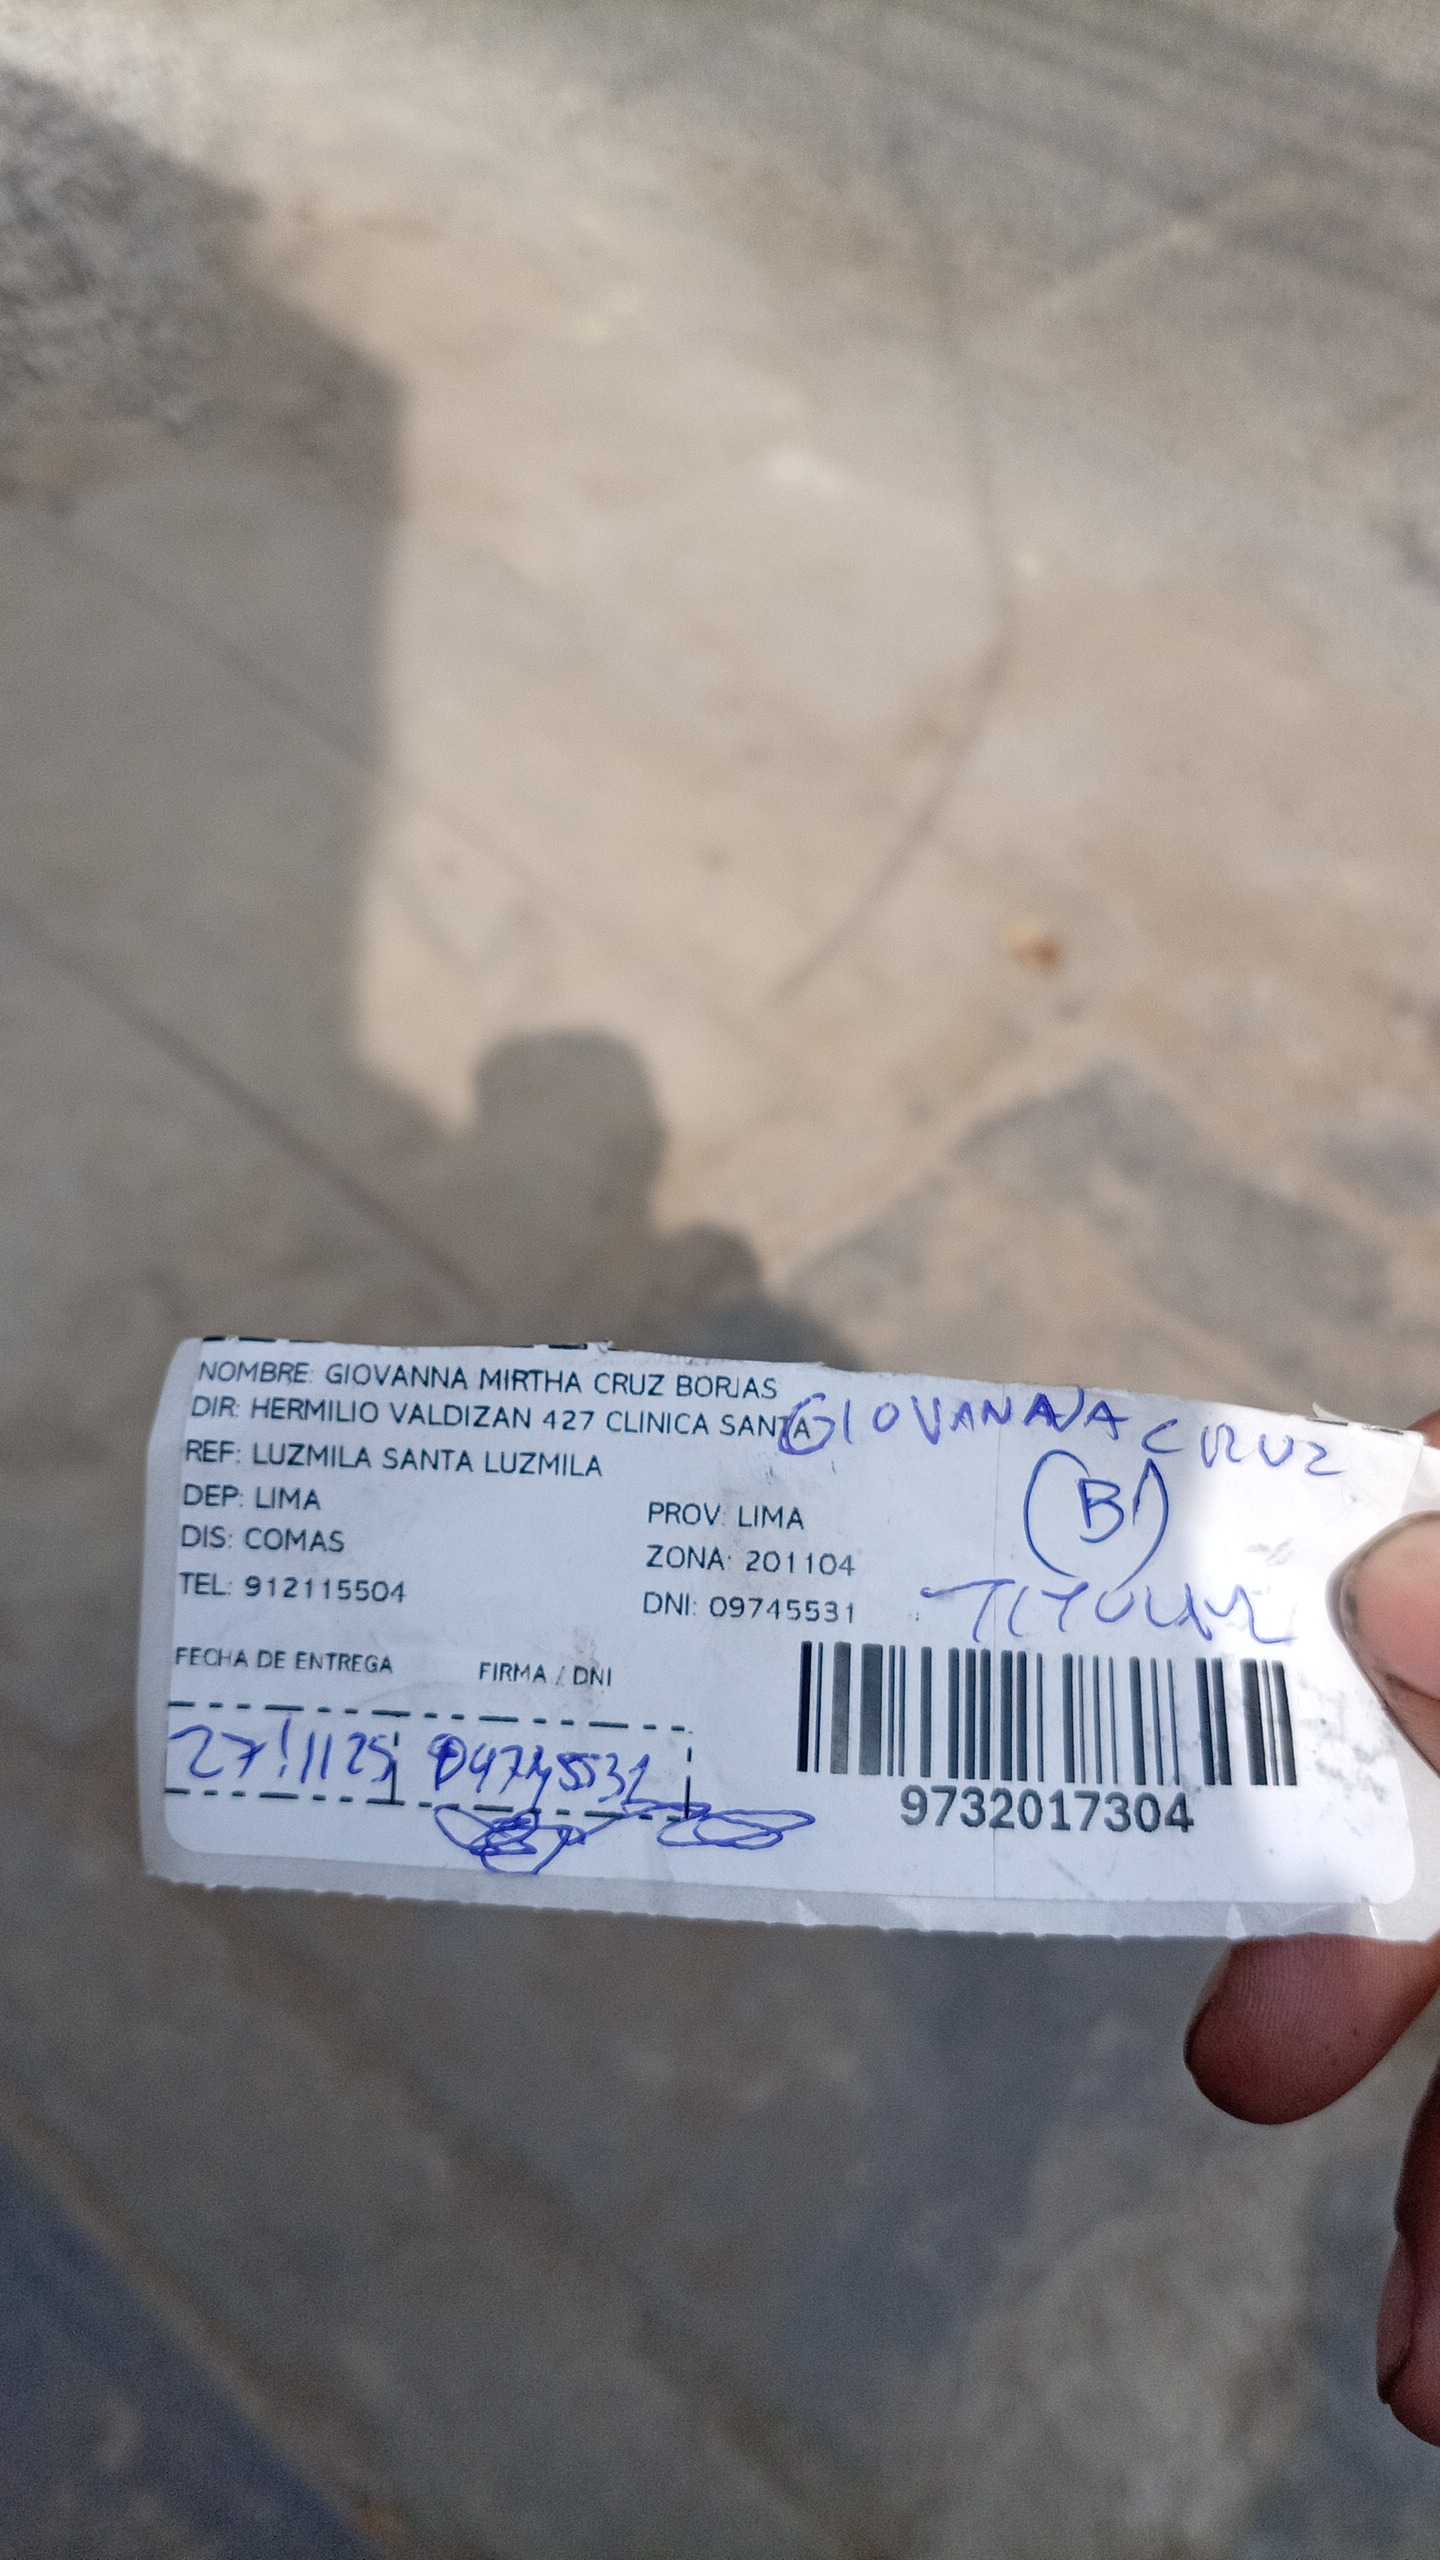 NOMBRE: GIOVANNA MIRTHA CRUZ BORJAS
DIR: HERMILIO VALDIZAN 427 CLINICA SANTA
GIOVANNA CRUZ
REF: LUZMILA SANTA LUZMILA
(B)
DEP: LIMA PROV: LIMA
DIS: COMAS ZONA: 201104
TEL: 912115504 DNI: 09745531
TITULAR
FECHA DE ENTREGA FIRMA / DNI
27/11/25 09745531
9732017304